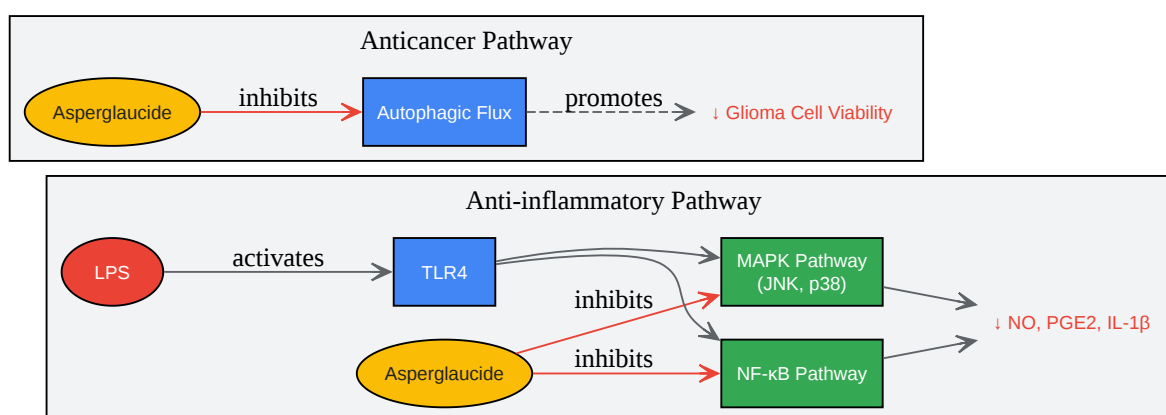 Anticancer Pathway
Asperglaucide
inhibits
Autophagic Flux
promotes
↓ Glioma Cell Viability
Anti-inflammatory Pathway
LPS
activates
TLR4
MAPK Pathway
(JNK, p38)
inhibits
↓ NO, PGE2, IL-1β
Asperglaucide
inhibits
NF-κB Pathway